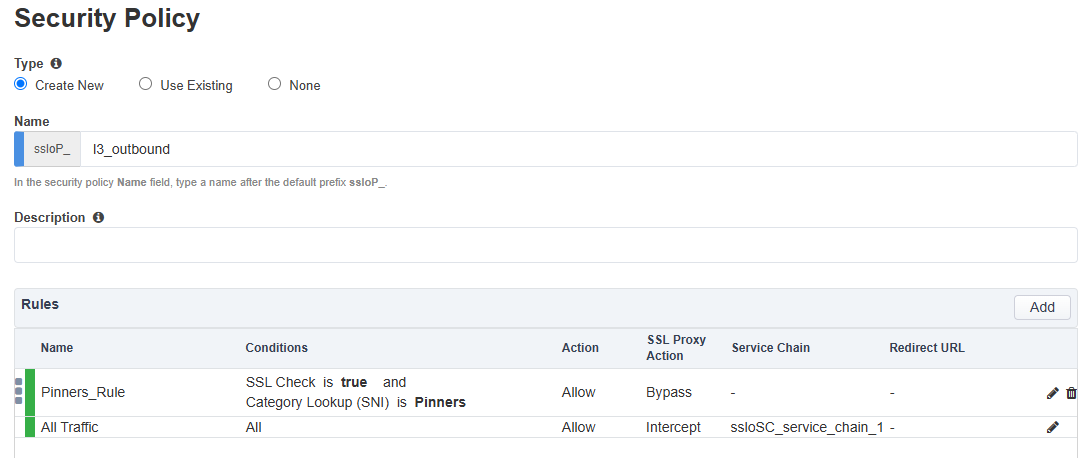 Security Policy
Type
Create New Use Existing None
Name
ssloP_ l3_outbound
In the security policy Name field, type a name after the default prefix ssloP_.
Description
Rules Add
Name Conditions Action SSL Proxy Action Service Chain Redirect URL
Pinners_Rule SSL Check is true and Allow Bypass - -
Category Lookup (SNI) is Pinners
All Traffic All Allow Intercept ssloSC_service_chain_1 -